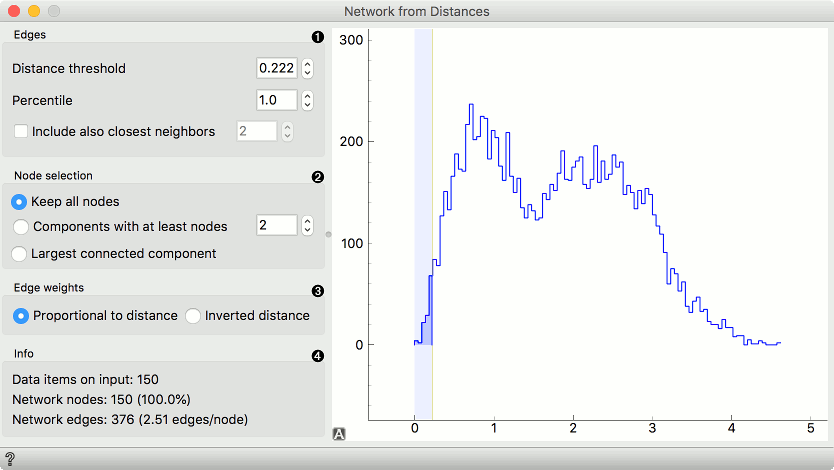 Network from Distances
Edges
1
Distance threshold 0.222
Percentile 1.0
Include also closest neighbors 2
Node selection
2
Keep all nodes
Components with at least nodes 2
Largest connected component
Edge weights
3
Proportional to distance Inverted distance
Info
4
Data items on input: 150
Network nodes: 150 (100.0%)
Network edges: 376 (2.51 edges/node)
300
200
100
0
0 1 2 3 4 5
A
?